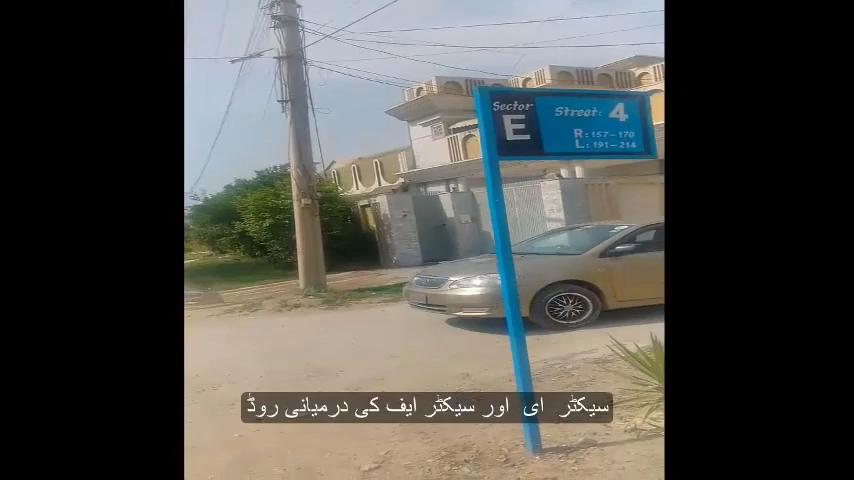 Sector
E
Street: 4
R: 157-170
L: 191-214
سیکٹر ای اور سیکٹر ایف کی درمیانی روڈ